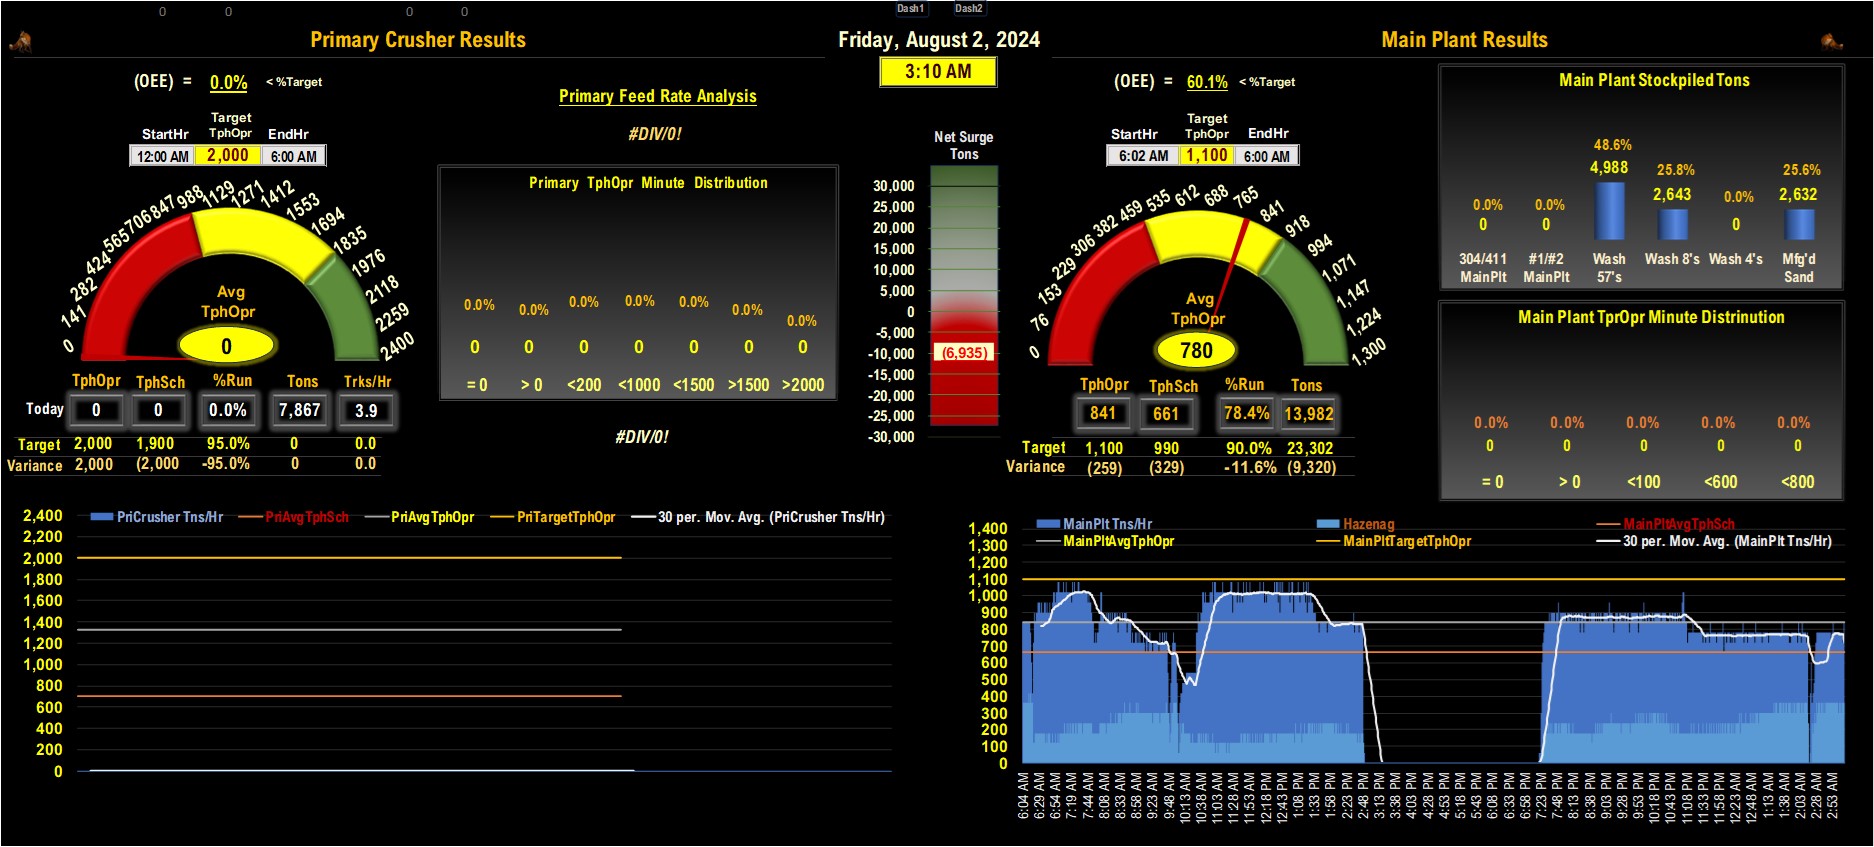 0 0 0 0 Dash1 Dash2
Primary Crusher Results
Friday, August 2, 2024
Main Plant Results
3:10 AM
(OEE) = 0.0% < %Target
Target
StartHr TphOpr EndHr
12:00 AM 2,000 6:00 AM
0
141
282
424
565
706
847
988
1129
1271
1412
1553
1694
1835
1976
2118
2259
2400
Avg
TphOpr
0
TphOpr TphSch %Run Tons Trks/Hr
Today 0 0 0.0% 7,867 3.9
Target 2,000 1,900 95.0% 0 0.0
Variance 2,000 (2,000 -95.0% 0 0.0
Primary Feed Rate Analysis
#DIV/0!
Primary TphOpr Minute Distribution
0.0% 0.0% 0.0% 0.0% 0.0% 0.0% 0.0%
0 0 0 0 0 0 0
= 0 > 0 <200 <1000 <1500 >1500 >2000
#DIV/0!
Net Surge
Tons
30,000
25,000
20,000
15,000
10,000
5,000
0
-5,000
-10,000
-15,000
-20,000
-25,000
-30,000
(6,935)
(OEE) = 60.1% < %Target
Target
StartHr TphOpr EndHr
6:02 AM 1,100 6:00 AM
0
76
153
229
306
382
459
535
612
688
765
841
918
994
1,071
1,147
1,224
1,300
Avg
TphOpr
780
TphOpr TphSch %Run Tons
841 661 78.4% 13,982
Target 1,100 990 90.0% 23,302
Variance (259) (329) -11.6% (9,320)
Main Plant Stockpiled Tons
0.0% 0.0% 48.6% 25.8% 0.0% 25.6%
0 0 4,988 2,643 0 2,632
304/411 #1/#2 Wash Wash 8's Wash 4's Mfg'd
MainPlt MainPlt 57's Sand
Main Plant TprOpr Minute Distrinution
0.0% 0.0% 0.0% 0.0% 0.0%
0 0 0 0 0
= 0 > 0 <100 <600 <800
PriCrusher Tns/Hr PriAvgTphSch PriAvgTphOpr PriTargetTphOpr 30 per. Mov. Avg. (PriCrusher Tns/Hr)
2,400
2,200
2,000
1,800
1,600
1,400
1,200
1,000
800
600
400
200
0
MainPlt Tns/Hr Hazenag MainPltAvgTphSch
MainPltAvgTphOpr MainPltTargetTphOpr 30 per. Mov. Avg. (MainPlt Tns/Hr)
1,400
1,300
1,200
1,100
1,000
900
800
700
600
500
400
300
200
100
0
6:04 AM
6:29 AM
6:54 AM
7:19 AM
7:44 AM
8:08 AM
8:33 AM
8:58 AM
9:23 AM
9:48 AM
10:13 AM
10:38 AM
11:03 AM
11:28 AM
11:53 AM
12:18 PM
12:43 PM
1:08 PM
1:33 PM
1:58 PM
2:23 PM
2:48 PM
3:13 PM
3:38 PM
4:03 PM
4:28 PM
4:53 PM
5:18 PM
5:43 PM
6:08 PM
6:33 PM
6:58 PM
7:23 PM
7:48 PM
8:13 PM
8:38 PM
9:03 PM
9:28 PM
9:53 PM
10:18 PM
10:43 PM
11:08 PM
11:33 PM
11:58 PM
12:23 AM
12:48 AM
1:13 AM
1:38 AM
2:03 AM
2:28 AM
2:53 AM